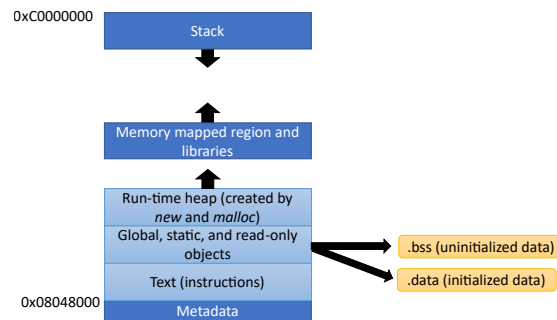 0xC0000000
Stack
Memory mapped region and
libraries
Run-time heap (created by
new and malloc)
Global, static, and read-only
objects
.bss (uninitialized data)
.data (initialized data)
Text (instructions)
0x08048000
Metadata